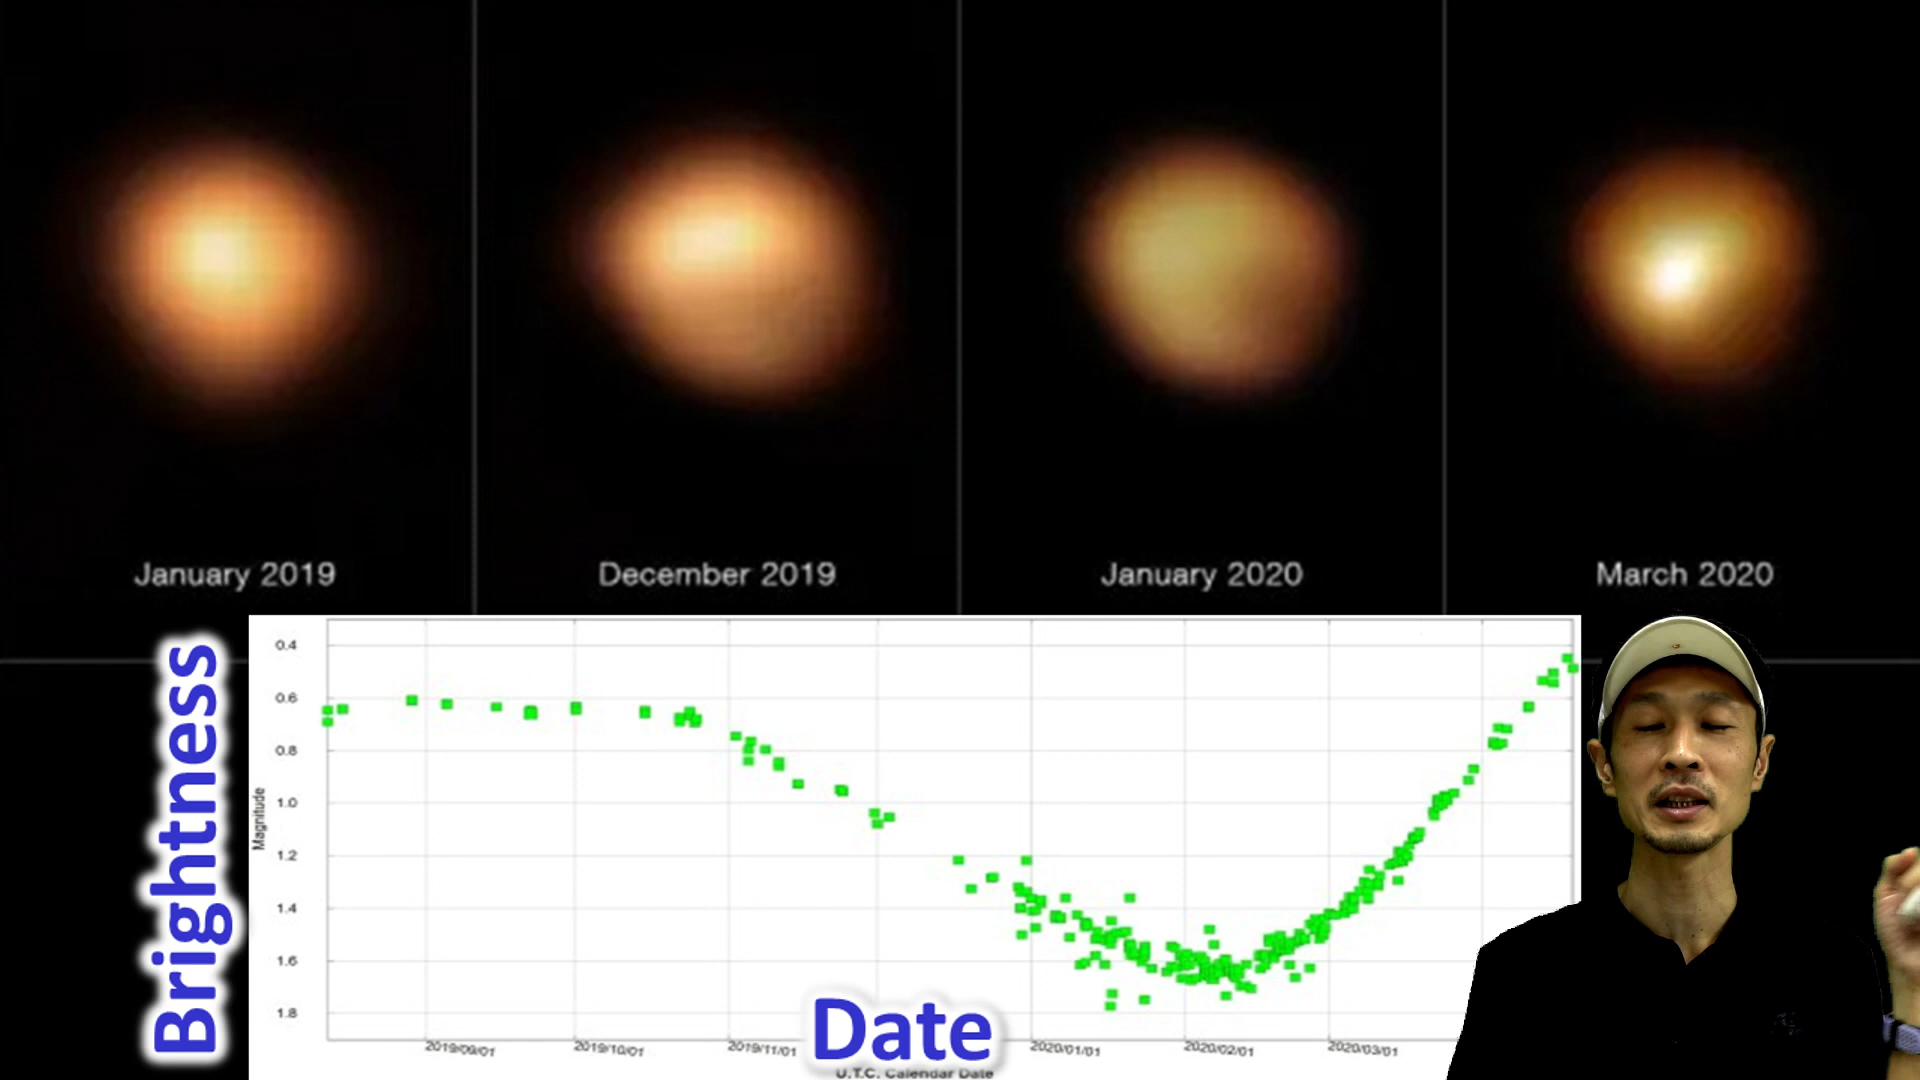 January 2019
December 2019
January 2020
March 2020
Brightness
Magnitude
0.4
0.6
0.8
1.0
1.2
1.4
1.6
1.8
2019/09/01
2019/10/01
2019/11/01
2020/01/01
2020/02/01
2020/03/01
Date
U.T.C. Calendar Date